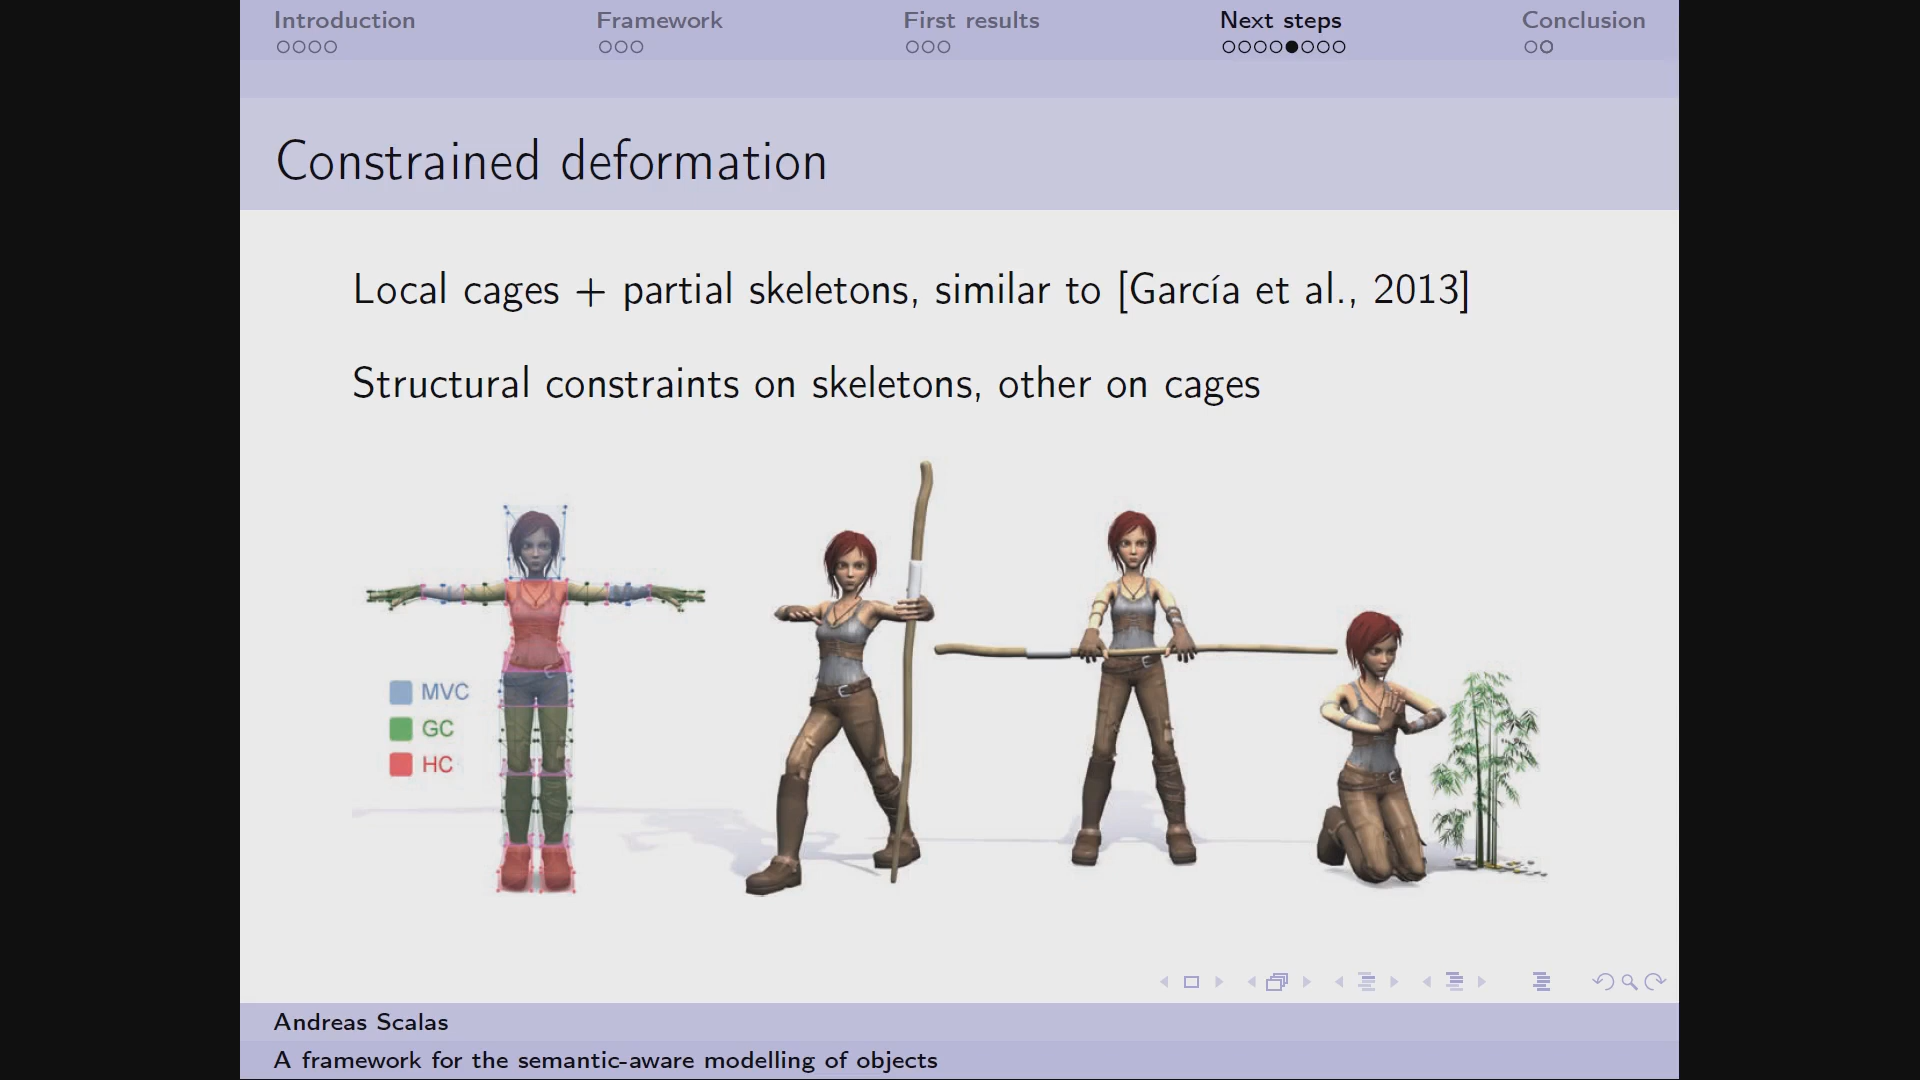 Introduction
Framework
First results
Next steps
Conclusion
Constrained deformation
Local cages + partial skeletons, similar to [García et al., 2013]
Structural constraints on skeletons, other on cages
MVC
GC
HC
Andreas Scalas
A framework for the semantic-aware modelling of objects